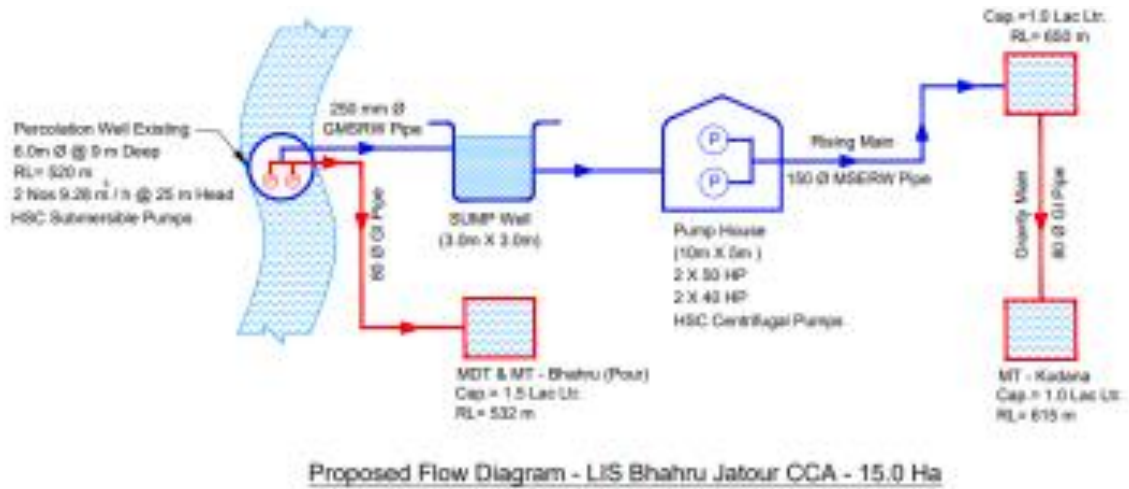 Percolation Well Existing
6.0m Ø @ 9 m Deep
RL= 520 m
2 Nos 9.28 m³/ h @ 25 m Head
HSC Submersible Pumps
250 mm Ø
GMSRW Pipe
80 Ø GI Pipe
SUMP Well
(3.0m X 3.0m)
MDT & MT - Bhahru (Pour)
Cap.= 1.5 Lac Ltr.
RL= 532 m
P
P
Pump House
(10m X 5m )
2 X 50 HP
2 X 40 HP
HSC Centrifugal Pumps
Rising Main
150 Ø MSERW Pipe
Cap.=1.0 Lac Ltr.
RL= 650 m
Gravity Main
80 Ø GI Pipe
MT - Kudana
Cap.= 1.0 Lac Ltr.
RL= 615 m
Proposed Flow Diagram - LIS Bhahru Jatour CCA - 15.0 Ha